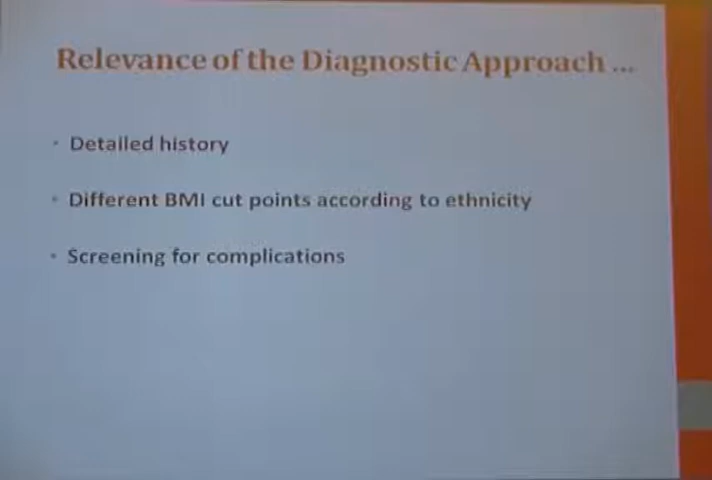 Relevance of the Diagnostic Approach ...
• Detailed history
• Different BMI cut points according to ethnicity
• Screening for complications